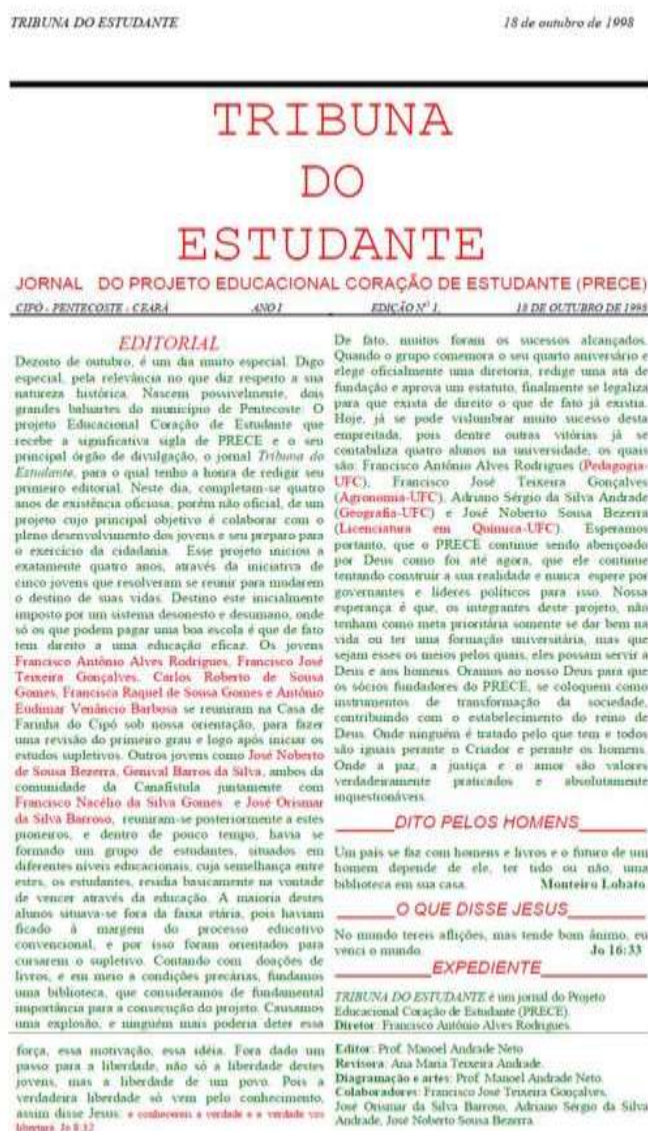 TRIBUNA DO ESTUDANTE 18 de outubro de 1998
TRIBUNA
DO
ESTUDANTE
JORNAL DO PROJETO EDUCACIONAL CORAÇÃO DE ESTUDANTE (PRECE)
CIPÓ - PENTECOSTE - CEARÁ ANO I EDIÇÃO Nº 1, 18 DE OUTUBRO DE 1998
EDITORIAL
Dezoito de outubro, é um dia muito especial. Digo
especial, pela relevância no que diz respeito a sua
natureza histórica. Nascem possivelmente, dois
grandes baluartes do município de Pentecoste: O
projeto Educacional Coração de Estudante que
recebe a significativa sigla de PRECE e o seu
principal órgão de divulgação, o jornal Tribuna do
Estudante, para o qual tenho a honra de redigir seu
primeiro editorial. Neste dia, completam-se quatro
anos de existência oficiosa, porém não oficial, de um
projeto cujo principal objetivo é colaborar com o
pleno desenvolvimento dos jovens e seu preparo para
o exercício da cidadania. Esse projeto iniciou a
exatamente quatro anos, através da iniciativa de
cinco jovens que resolveram se reunir para mudarem
o destino de suas vidas. Destino este inicialmente
imposto por um sistema desonesto e desumano, onde
só os que podem pagar uma boa escola é que de fato
tem direito a uma educação eficaz. Os jovens
Francisco Antônio Alves Rodrigues, Francisco José
Teixeira Gonçalves, Carlos Roberto de Sousa
Gomes, Francisca Raquel de Sousa Gomes e Antônio
Eudimar Venâncio Barbosa se reuniram na Casa de
Farinha do Cipó sob nossa orientação, para fazer
uma revisão do primeiro grau e logo após iniciar os
estudos supletivos. Outros jovens como José Noberto
de Sousa Bezerra, Genival Barros da Silva, ambos da
comunidade da Canafístula juntamente com
Francisco Nacélio da Silva Gomes e José Orismar
da Silva Barroso, reuniram-se posteriormente a estes
pioneiros, e dentro de pouco tempo, havia se
formado um grupo de estudantes, situados em
diferentes níveis educacionais, cuja semelhança entre
estes, os estudantes, residia basicamente na vontade
de vencer através da educação. A maioria destes
alunos situava-se fora da faixa etária, pois haviam
ficado à margem do processo educativo
convencional, e por isso foram orientados para
cursarem o supletivo. Contando com doações de
livros, e em meio a condições precárias, fundamos
uma biblioteca, que consideramos de fundamental
importância para a consecução do projeto. Causamos
uma explosão, e ninguém mais poderia deter essa
força, essa motivação, essa idéia. Fora dado um
passo para a liberdade, não só a liberdade destes
jovens, mas a liberdade de um povo. Pois a
verdadeira liberdade só vem pelo conhecimento,
assim disse Jesus: e conhecereis a verdade e a verdade vos
libertará. Jo 8:32
De fato, muitos foram os sucessos alcançados.
Quando o grupo comemora o seu quarto aniversário e
elege oficialmente uma diretoria, redige uma ata de
fundação e aprova um estatuto, finalmente se legaliza
para que exista de direito o que de fato já existia.
Hoje, já se pode vislumbrar muito sucesso desta
empreitada, pois dentre outras vitórias já se
contabiliza quatro alunos na universidade, os quais
são: Francisco Antônio Alves Rodrigues (Pedagogia-
UFC), Francisco José Teixeira Gonçalves
(Agronomia-UFC), Adriano Sérgio da Silva Andrade
(Geografia-UFC) e José Noberto Sousa Bezerra
(Licenciatura em Química-UFC). Esperamos
portanto, que o PRECE continue sendo abençoado
por Deus como foi até agora, que ele continue
tentando construir a sua realidade e nunca espere por
governantes e líderes políticos para isso. Nossa
esperança é que, os integrantes deste projeto, não
tenham como meta prioritária somente se dar bem na
vida ou ter uma formação universitária, mas que
sejam esses os meios pelos quais, eles possam servir a
Deus e aos homens. Oramos ao nosso Deus para que
os sócios fundadores do PRECE, se coloquem como
instrumentos de transformação da sociedade,
contribuindo com o estabelecimento do reino de
Deus. Onde ninguém é tratado pelo que tem e todos
são iguais perante o Criador e perante os homens.
Onde a paz, a justiça e o amor são valores
verdadeiramente praticados e absolutamente
inquestionáveis.
DITO PELOS HOMENS
Um país se faz com homens e livros e o futuro de um
homem depende de ele, ter tido ou não, uma
biblioteca em sua casa. Monteiro Lobato
O QUE DISSE JESUS
No mundo tereis aflições, mas tende bom ânimo, eu
venci o mundo. Jo 16:33
EXPEDIENTE
TRIBUNA DO ESTUDANTE é um jornal do Projeto
Educacional Coração de Estudante (PRECE).
Diretor: Francisco Antônio Alves Rodrigues.
Editor: Prof. Manoel Andrade Neto
Revisora: Ana Maria Teixeira Andrade.
Diagramação e artes: Prof. Manoel Andrade Neto.
Colaboradores: Francisco José Teixeira Gonçalves,
José Orismar da Silva Barroso, Adriano Sérgio da Silva
Andrade, José Noberto Sousa Bezerra.